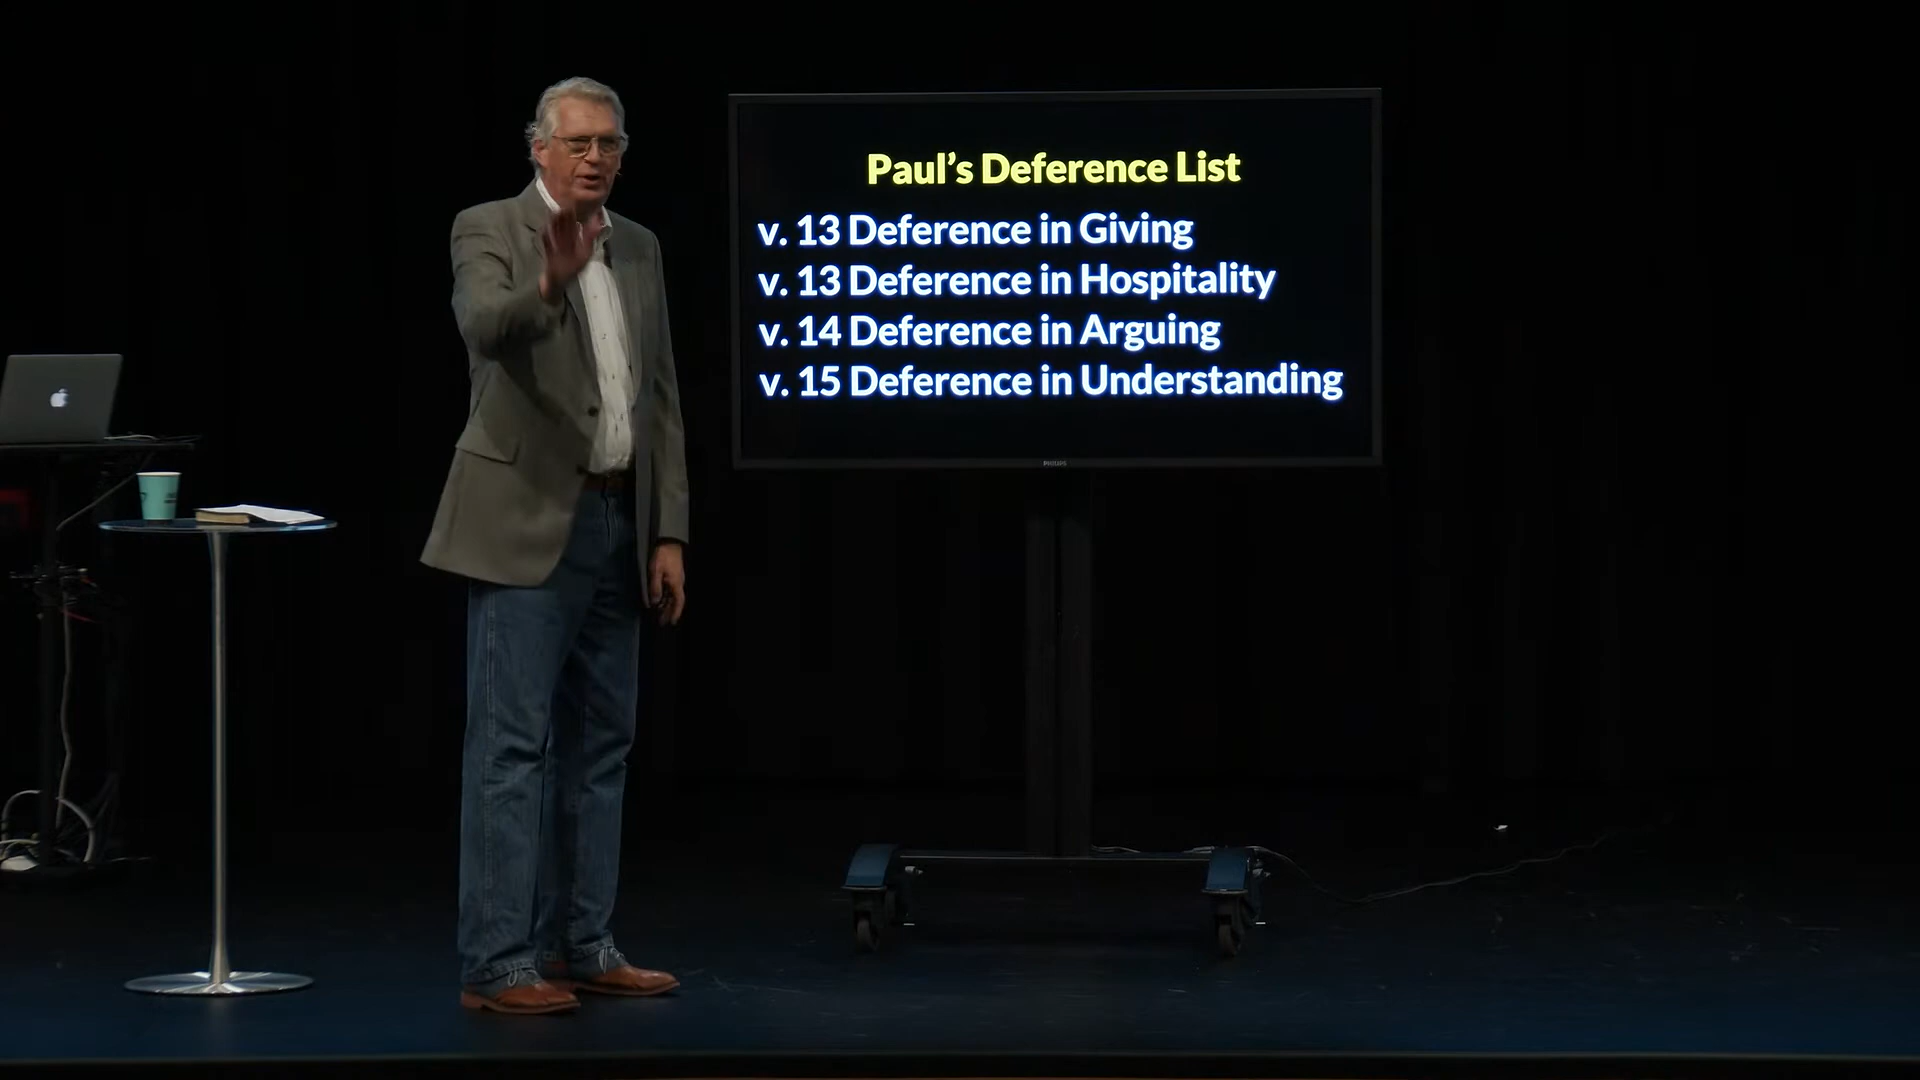 Paul's Deference List
v. 13 Deference in Giving
v. 13 Deference in Hospitality
v. 14 Deference in Arguing
v. 15 Deference in Understanding
PHILIPS